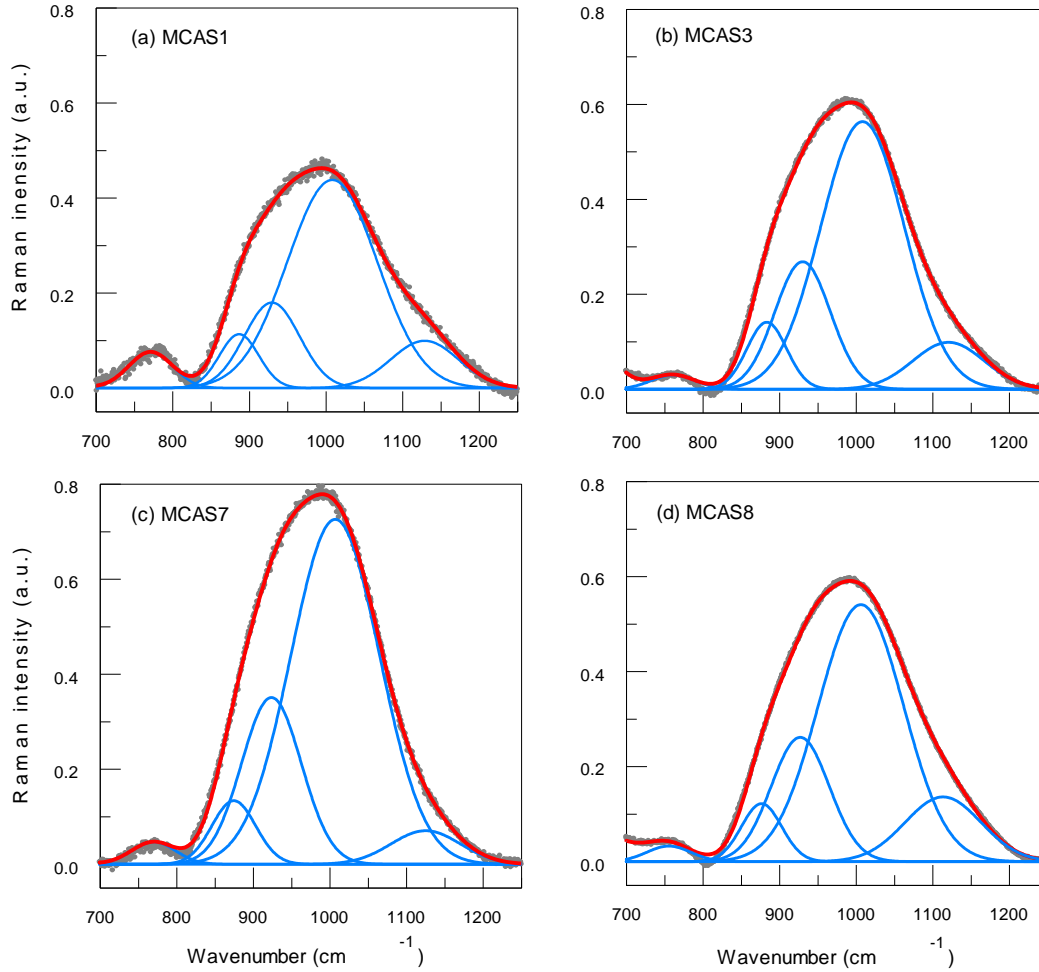 0.8
(a) MCAS1
0.6
0.4
0.2
0.0
Raman inensity (a.u.)
700 800 900 1000 1100 1200
0.8
(b) MCAS3
0.6
0.4
0.2
0.0
700 800 900 1000 1100 1200
0.8
(c) MCAS7
0.6
0.4
0.2
0.0
Raman intensity (a.u.)
700 800 900 1000 1100 1200
Wavenumber (cm -1)
0.8
(d) MCAS8
0.6
0.4
0.2
0.0
700 800 900 1000 1100 1200
Wavenumber (cm -1)